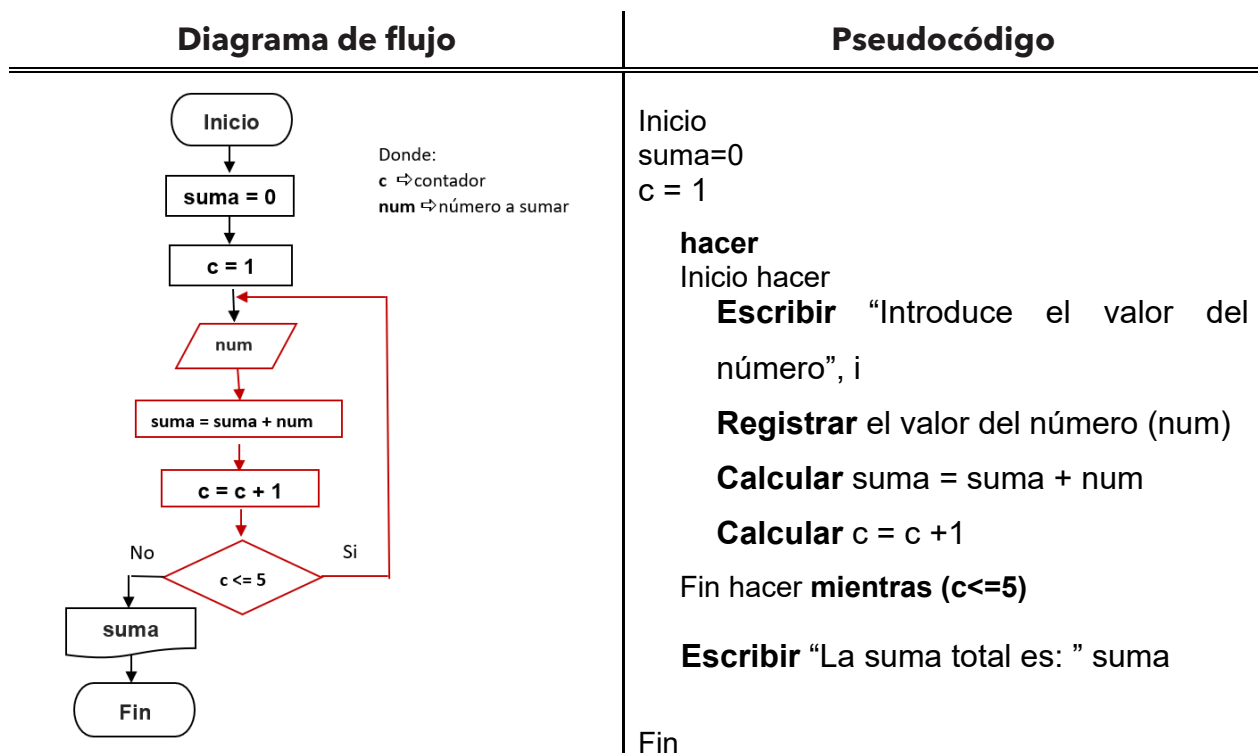 Diagrama de flujo
Inicio
suma = 0
c = 1
num
suma = suma + num
c = c + 1
c <= 5
No
Si
suma
Fin
Donde:
c ⇨contador
num ⇨número a sumar
Pseudocódigo
Inicio
suma=0
c = 1
hacer
Inicio hacer
Escribir “Introduce el valor del
número”, i
Registrar el valor del número (num)
Calcular suma = suma + num
Calcular c = c +1
Fin hacer mientras (c<=5)
Escribir “La suma total es: ” suma
Fin